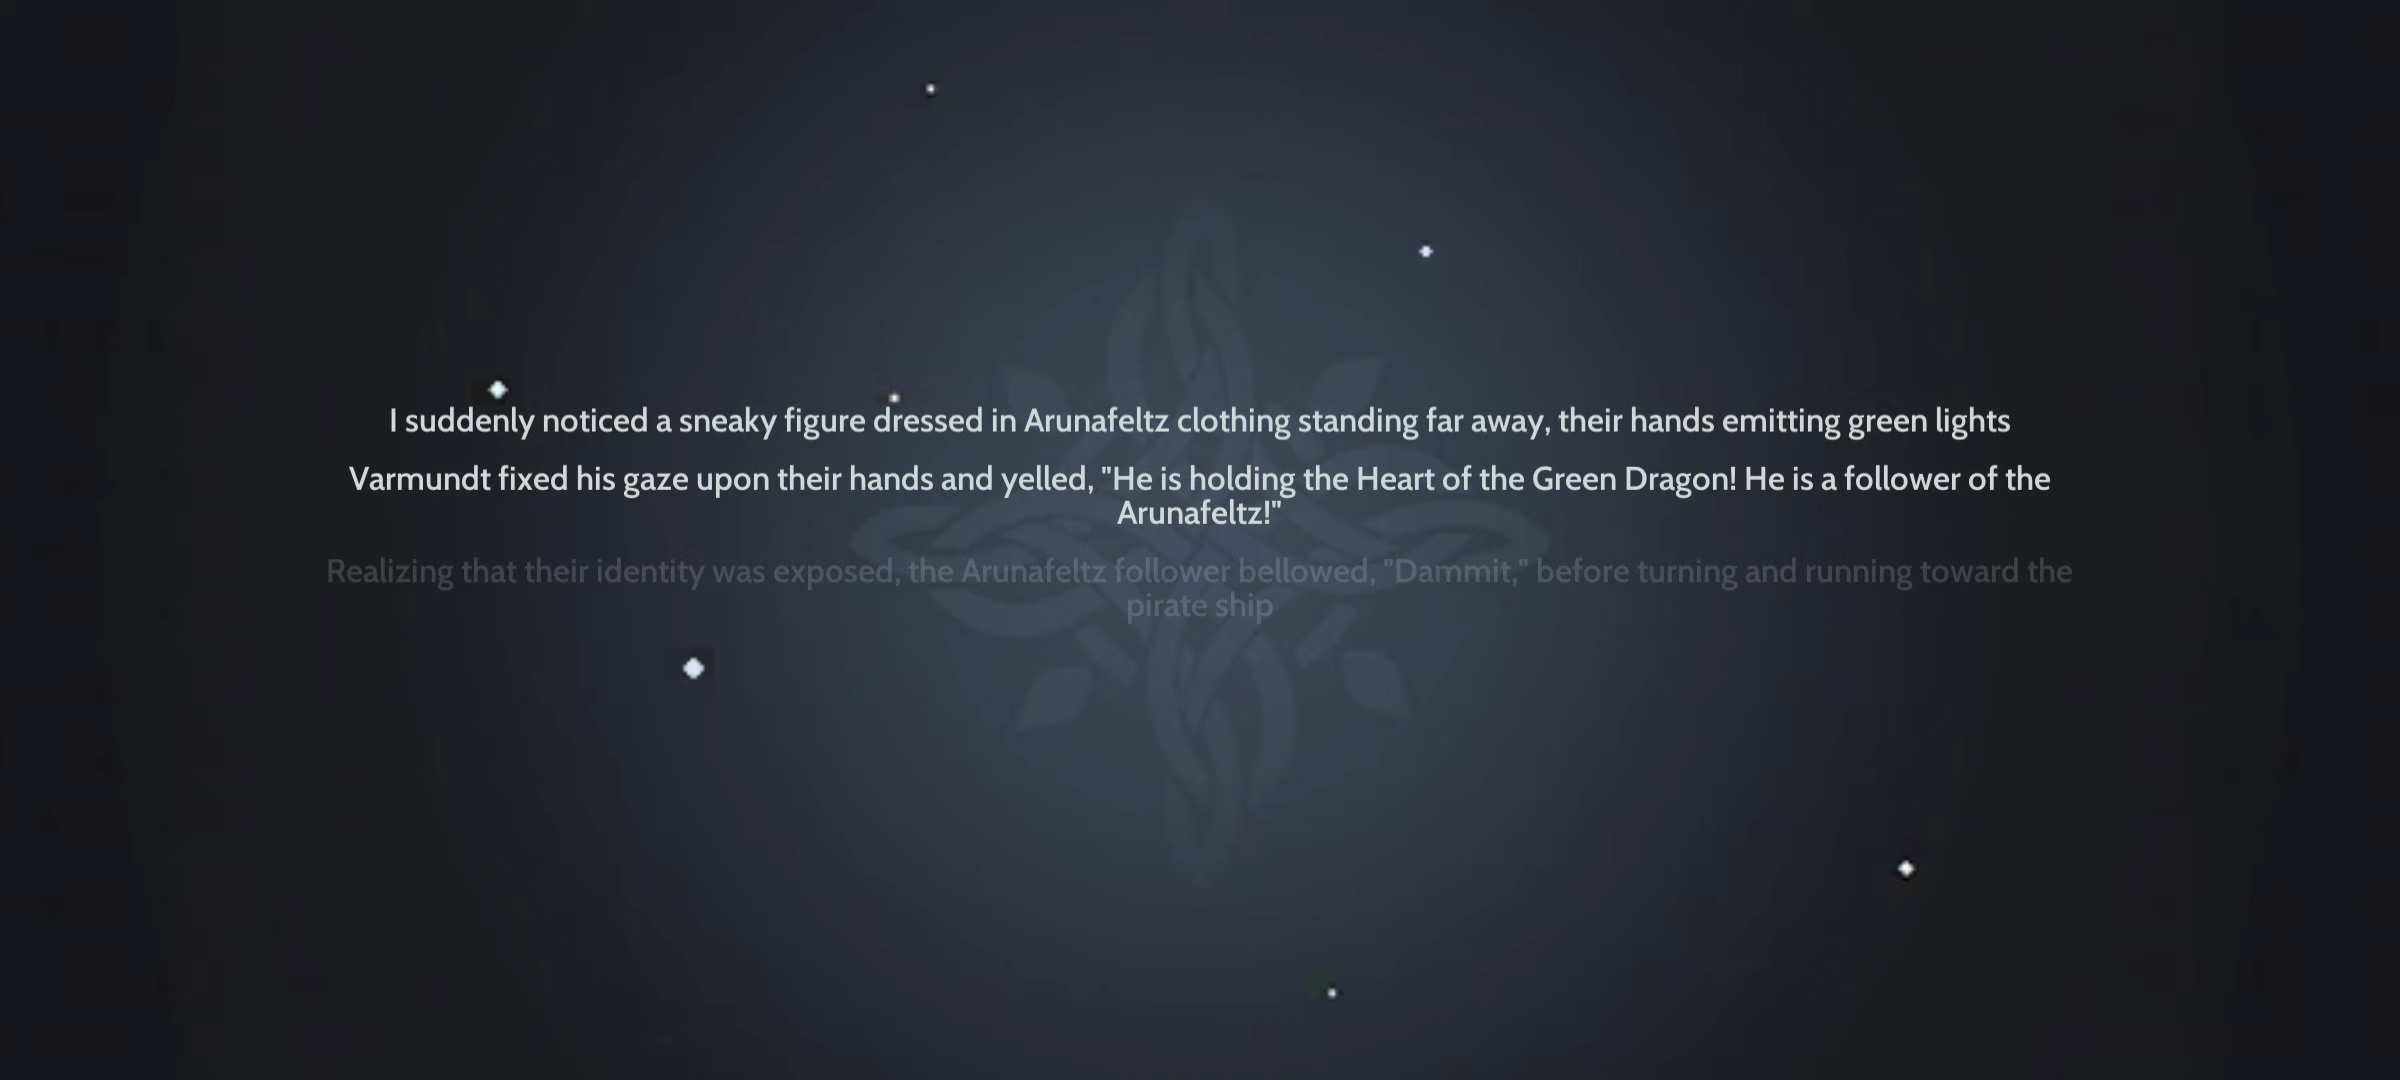 I suddenly noticed a sneaky figure dressed in Arunafeltz clothing standing far away, their hands emitting green lights
Varmundt fixed his gaze upon their hands and yelled, "He is holding the Heart of the Green Dragon! He is a follower of the
Arunafeltz!"
Realizing that their identity was exposed, the Arunafeltz follower bellowed, "Dammit," before turning and running toward the
pirate ship